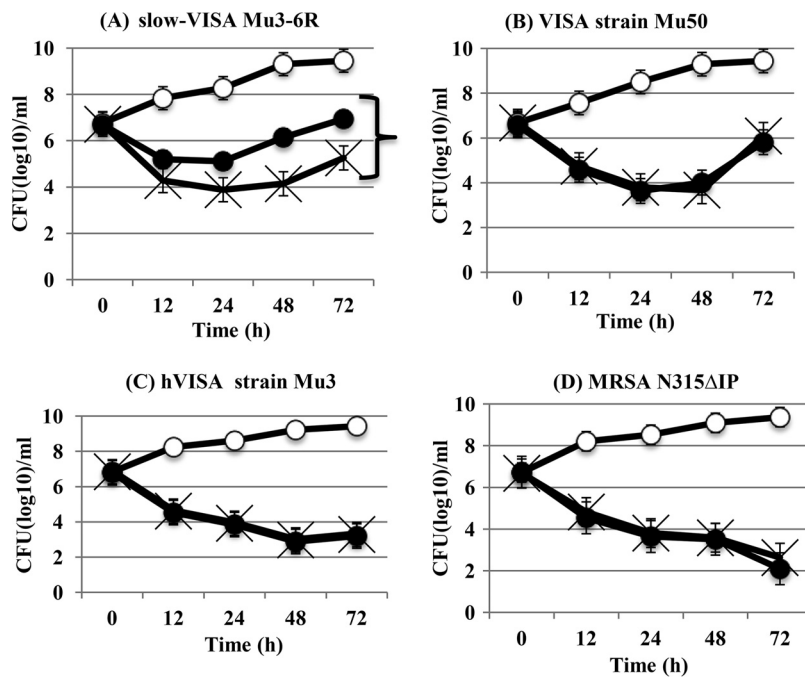 (A) slow-VISA Mu3-6R
CFU(log10)/ml
10
8
6
4
2
0
0 12 24 48 72
Time (h)
(B) VISA strain Mu50
CFU(log10)/ml
10
8
6
4
2
0
0 12 24 48 72
Time (h)
(C) hVISA strain Mu3
CFU(log10)/ml
10
8
6
4
2
0
0 12 24 48 72
Time (h)
(D) MRSA N315ΔIP
CFU(log10)/ml
10
8
6
4
2
0
0 12 24 48 72
Time (h)